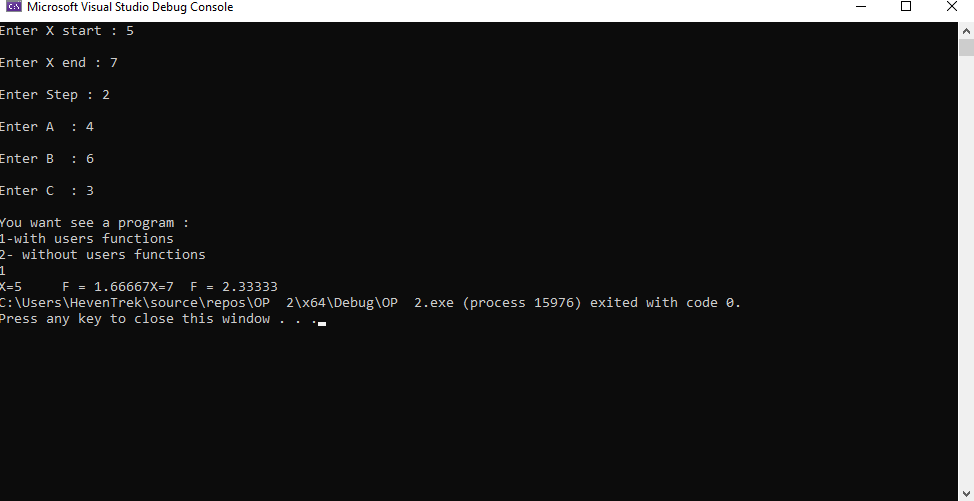 Microsoft Visual Studio Debug Console
Enter X start : 5
Enter X end : 7
Enter Step : 2
Enter A  : 4
Enter B  : 6
Enter C  : 3
You want see a program :
1-with users functions
2- without users functions
1
X=5     F = 1.66667X=7  F = 2.33333
C:\Users\HevenTrek\source\repos\OP  2\x64\Debug\OP  2.exe (process 15976) exited with code 0.
Press any key to close this window . . .